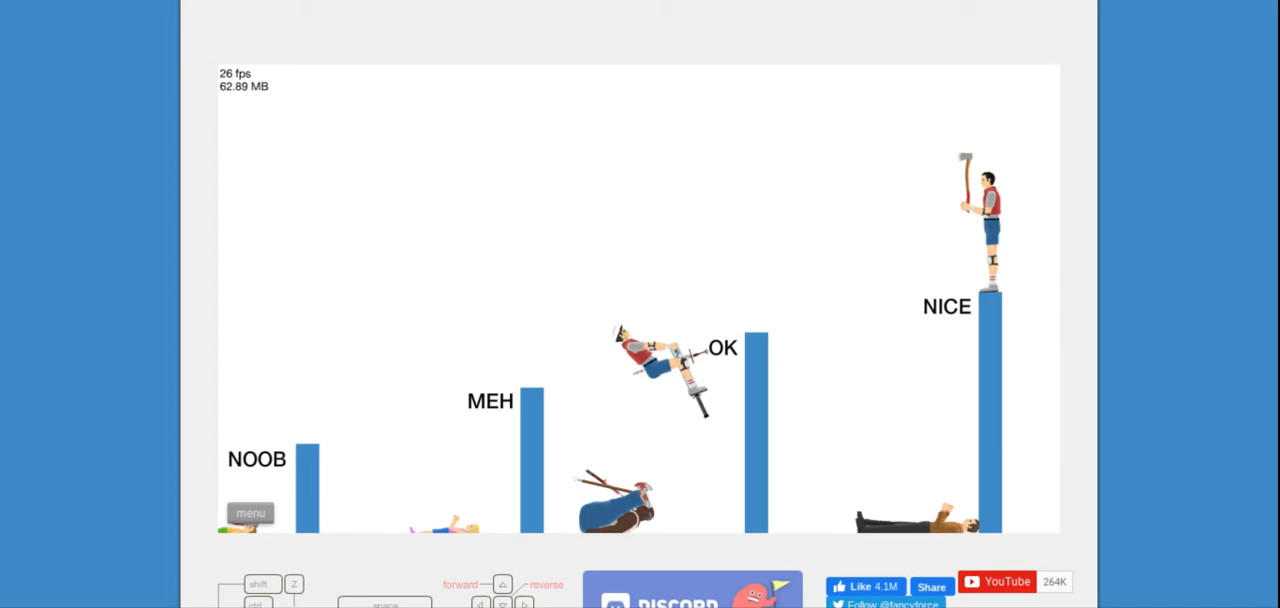 26 fps
62.89 MB
NICE
OK
MEH
NOOB
menu
shift
Z
forward
reverse
Like 4.1M
Share
YouTube
264K
ctrl
space
DISCORD
Follow @fancyforce